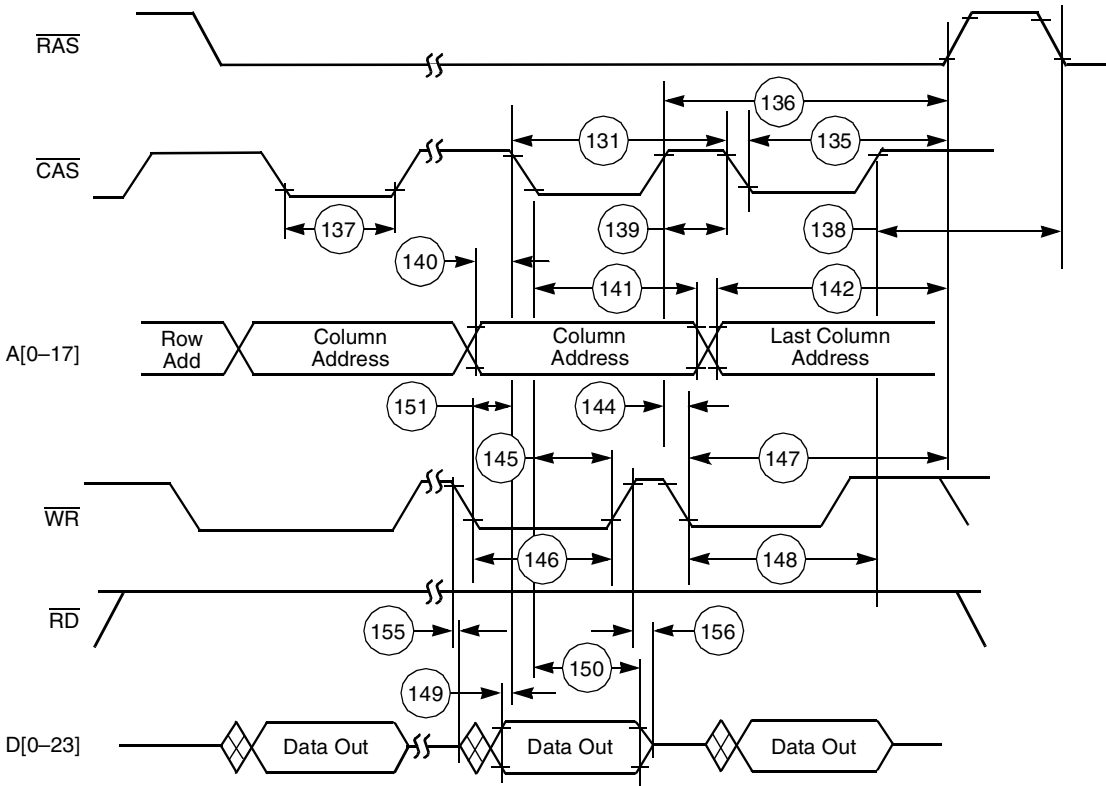 RAS
136
131
135
CAS
137
139
138
140
141
142
A[0–17]
Row
Add
Column
Address
Column
Address
Last Column
Address
151
144
145
147
WR
146
148
RD
155
156
150
149
D[0–23]
Data Out
Data Out
Data Out